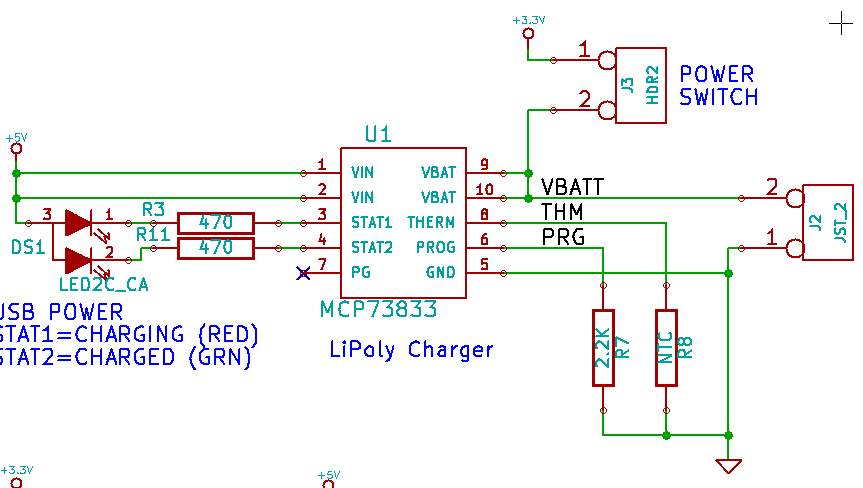 +3.3V
1
2
J3
HDR2
POWER
SWITCH
+5V
U1
1
VIN
VBAT
9
2
VIN
VBAT
10
VBATT
2
3
1
R3
470
3
STAT1
THERM
8
THM
DS1
2
R11
470
4
STAT2
PROG
6
PRG
1
J2
JST_2
7
PG
GND
5
LED2C_CA
MCP73833
USB POWER
STAT1=CHARGING (RED)
STAT2=CHARGED (GRN)
LiPoly Charger
2.2K
R7
NTC
R8
+3.3V
+5V